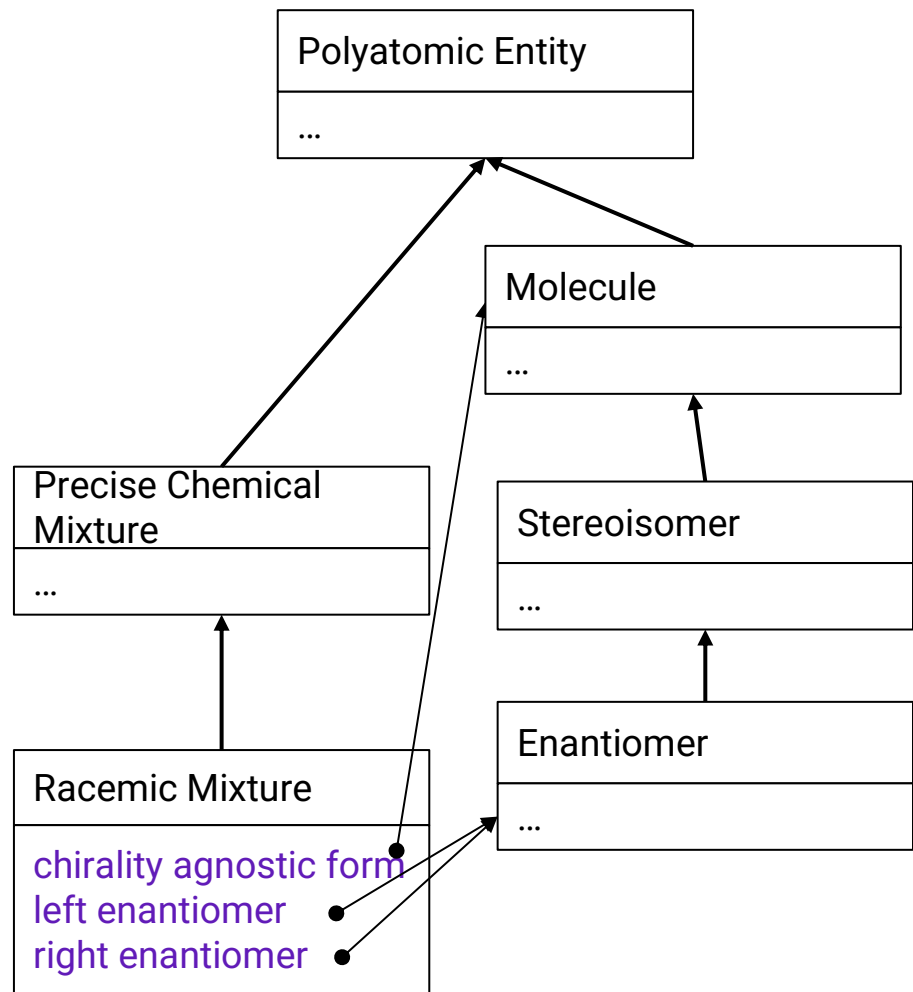 Polyatomic Entity
...
Molecule
...
Precise Chemical
Mixture
...
Stereoisomer
...
Enantiomer
...
Racemic Mixture
chirality agnostic form
left enantiomer
right enantiomer